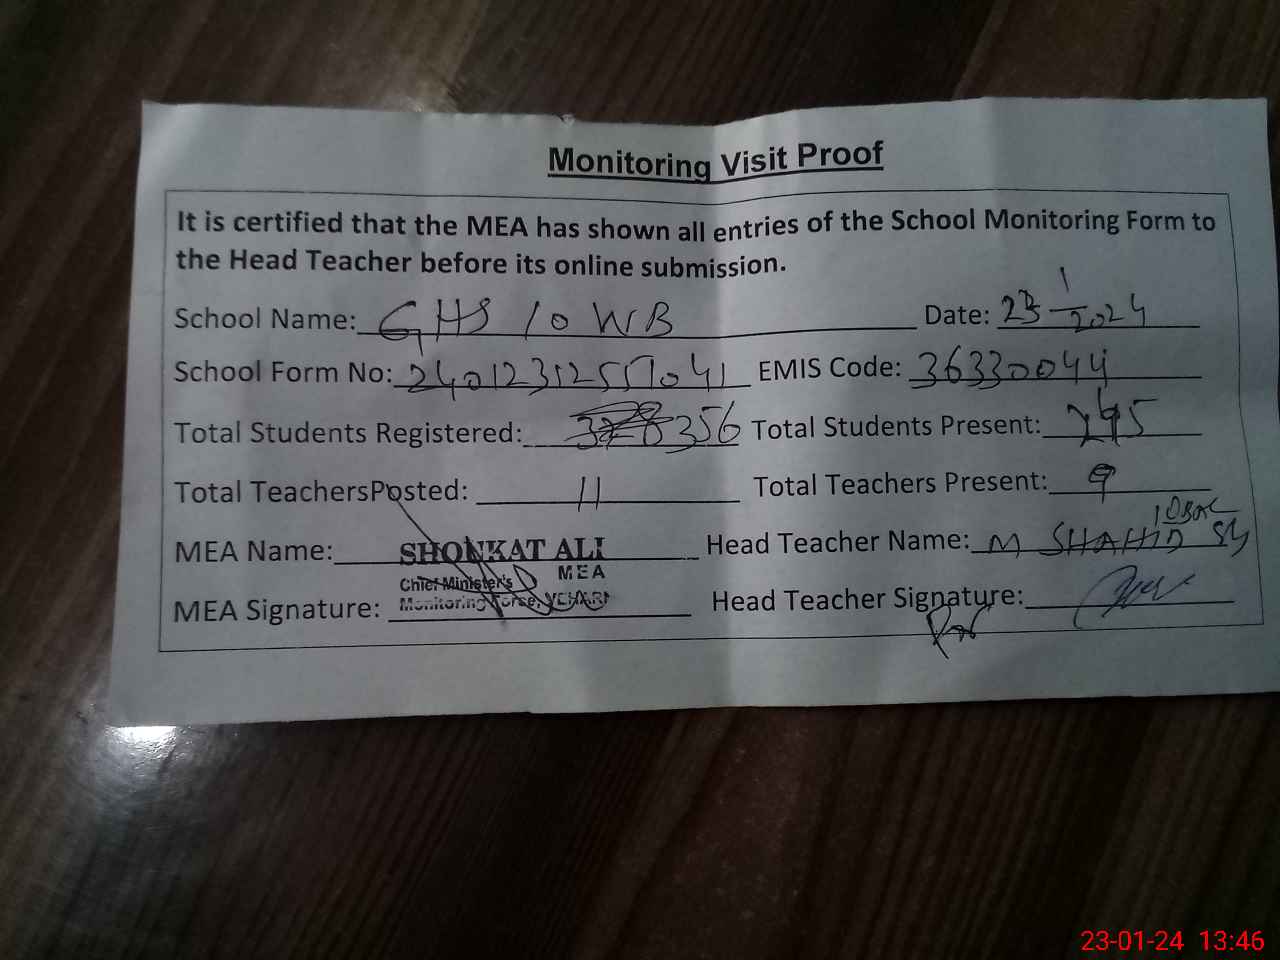 Monitoring Visit Proof
It is certified that the MEA has shown all entries of the School Monitoring Form to
the Head Teacher before its online submission.
School Name: GHS 10 WB Date: 23 1/2024
School Form No: EMIS Code: 36330044
Total Students Registered: 356 Total Students Present:
Total TeachersPosted: 11 Total Teachers Present: 9
IQBAL
MEA Name: SHOUKAT ALI Head Teacher Name: M SHAHID
MEA
Chief Minister's
MEA Signature: Monitoring Force, VEHARI Head Teacher Signature:
23-01-24 13:46